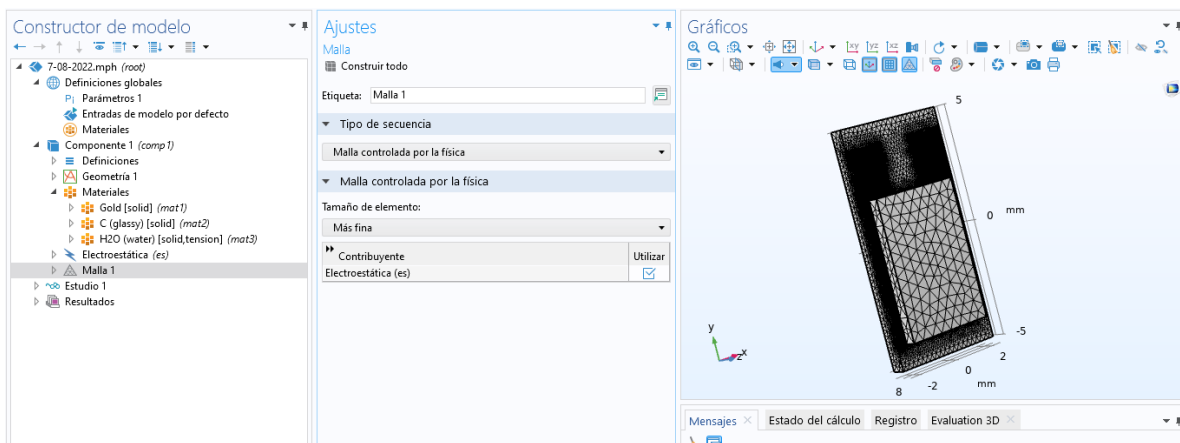 Constructor de modelo
7-08-2022.mph (root)
Definiciones globales
Pi Parámetros 1
Entradas de modelo por defecto
Materiales
Componente 1 (comp1)
Definiciones
Geometría 1
Materiales
Gold [solid] (mat1)
C (glassy) [solid] (mat2)
H2O (water) [solid,tension] (mat3)
Electroestática (es)
Malla 1
Estudio 1
Resultados
Ajustes
Malla
Construir todo
Etiqueta: Malla 1
Tipo de secuencia
Malla controlada por la física
Malla controlada por la física
Tamaño de elemento:
Más fina
Contribuyente Utilizar
Electroestática (es)
Gráficos
xy yz xz
5
0 mm
-5
2
0
-2 mm
8
y
z x
Mensajes Estado del cálculo Registro Evaluation 3D